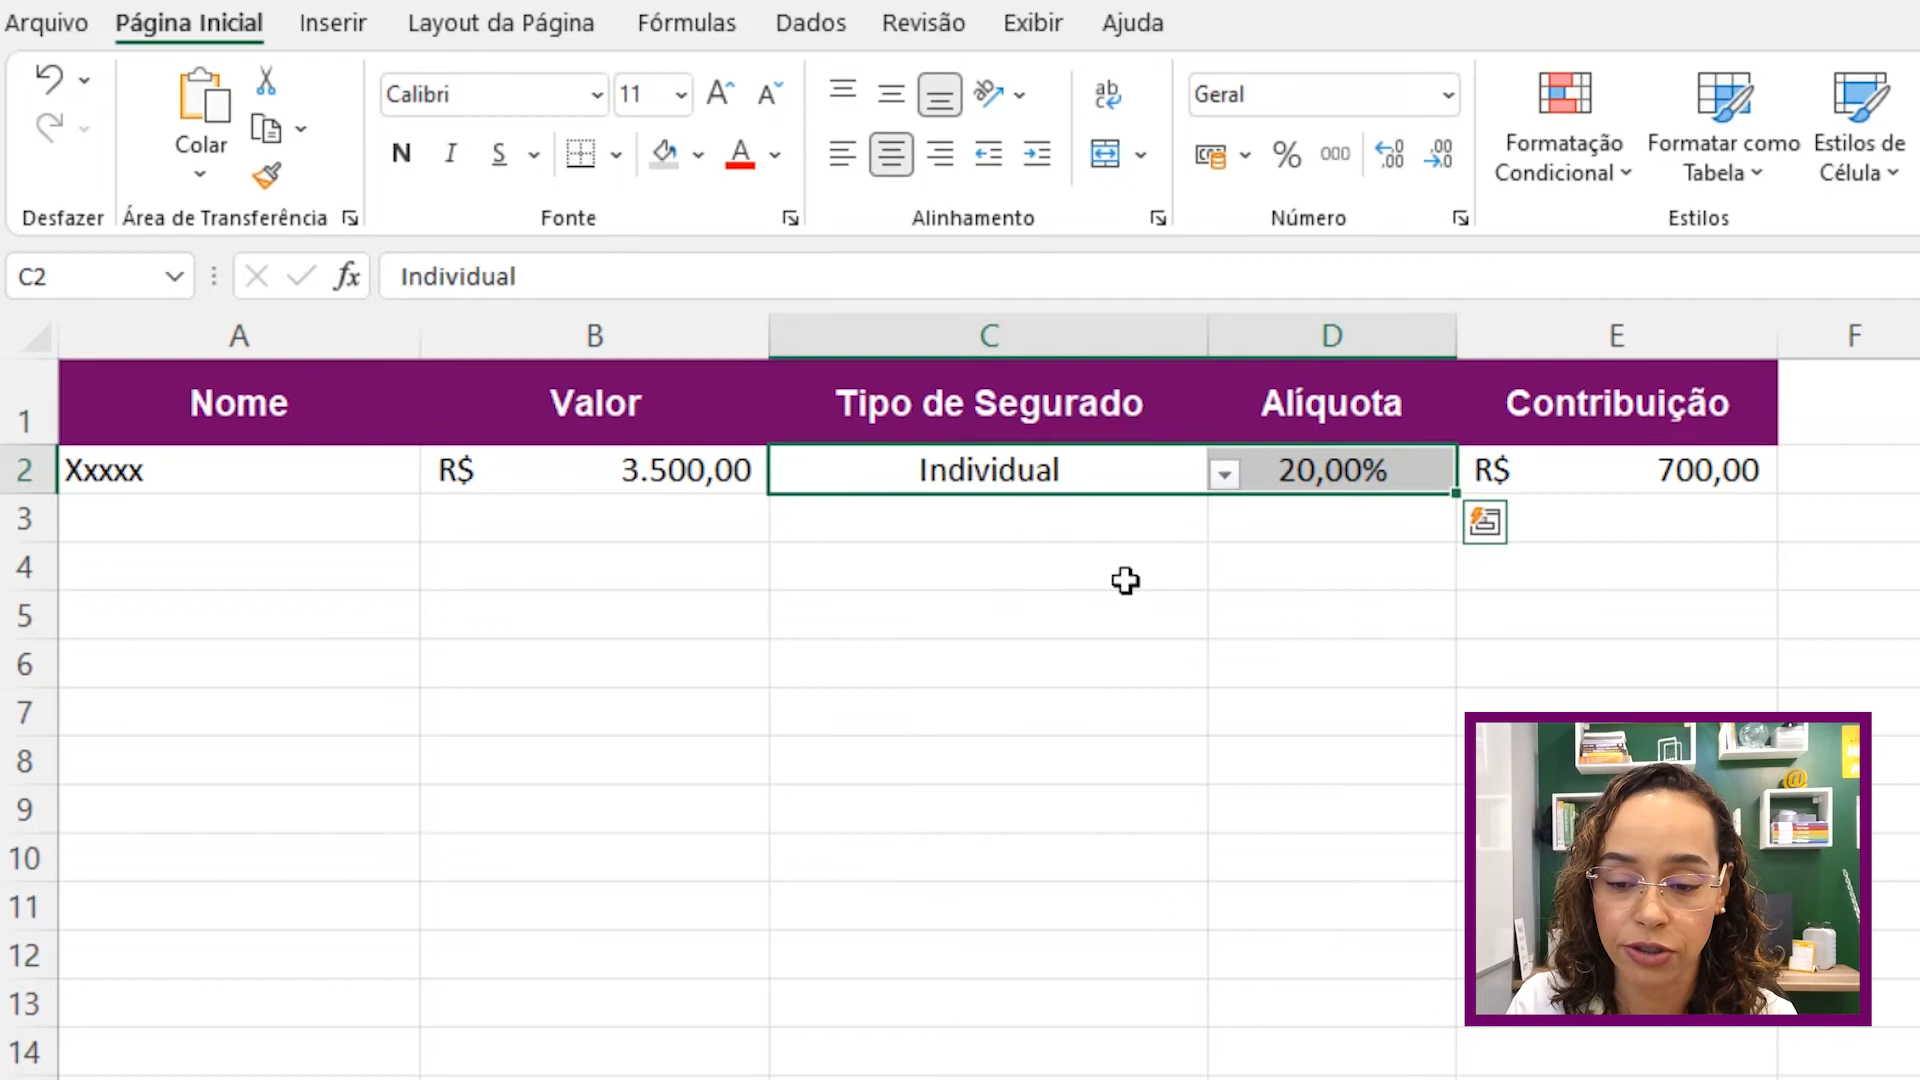 Arquivo Página Inicial Inserir Layout da Página Fórmulas Dados Revisão Exibir Ajuda
Calibri 11 Geral
Colar N I S A % 000
Formatação Condicional
Formatar como Tabela
Estilos de Célula
Desfazer Área de Transferência Fonte Alinhamento Número Estilos
C2 fx Individual
A B C D E F
1 Nome Valor Tipo de Segurado Alíquota Contribuição
2 Xxxxx R$ 3.500,00 Individual 20,00% R$ 700,00
3
4
5
6
7
8
9
10
11
12
13
14